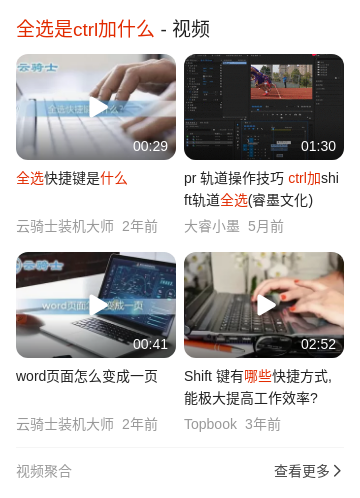 全选是ctrl加什么 - 视频
云骑士
全选快捷键是什么?
00:29
01:30
全选快捷键是什么
pr 轨道操作技巧 ctrl加shi
ft轨道全选(睿墨文化)
云骑士装机大师 2年前
大睿小墨 5月前
云骑士
word页面怎么变成一页
00:41
02:52
word页面怎么变成一页
Shift 键有哪些快捷方式,
能极大提高工作效率?
云骑士装机大师 2年前
Topbook 3年前
视频聚合
查看更多